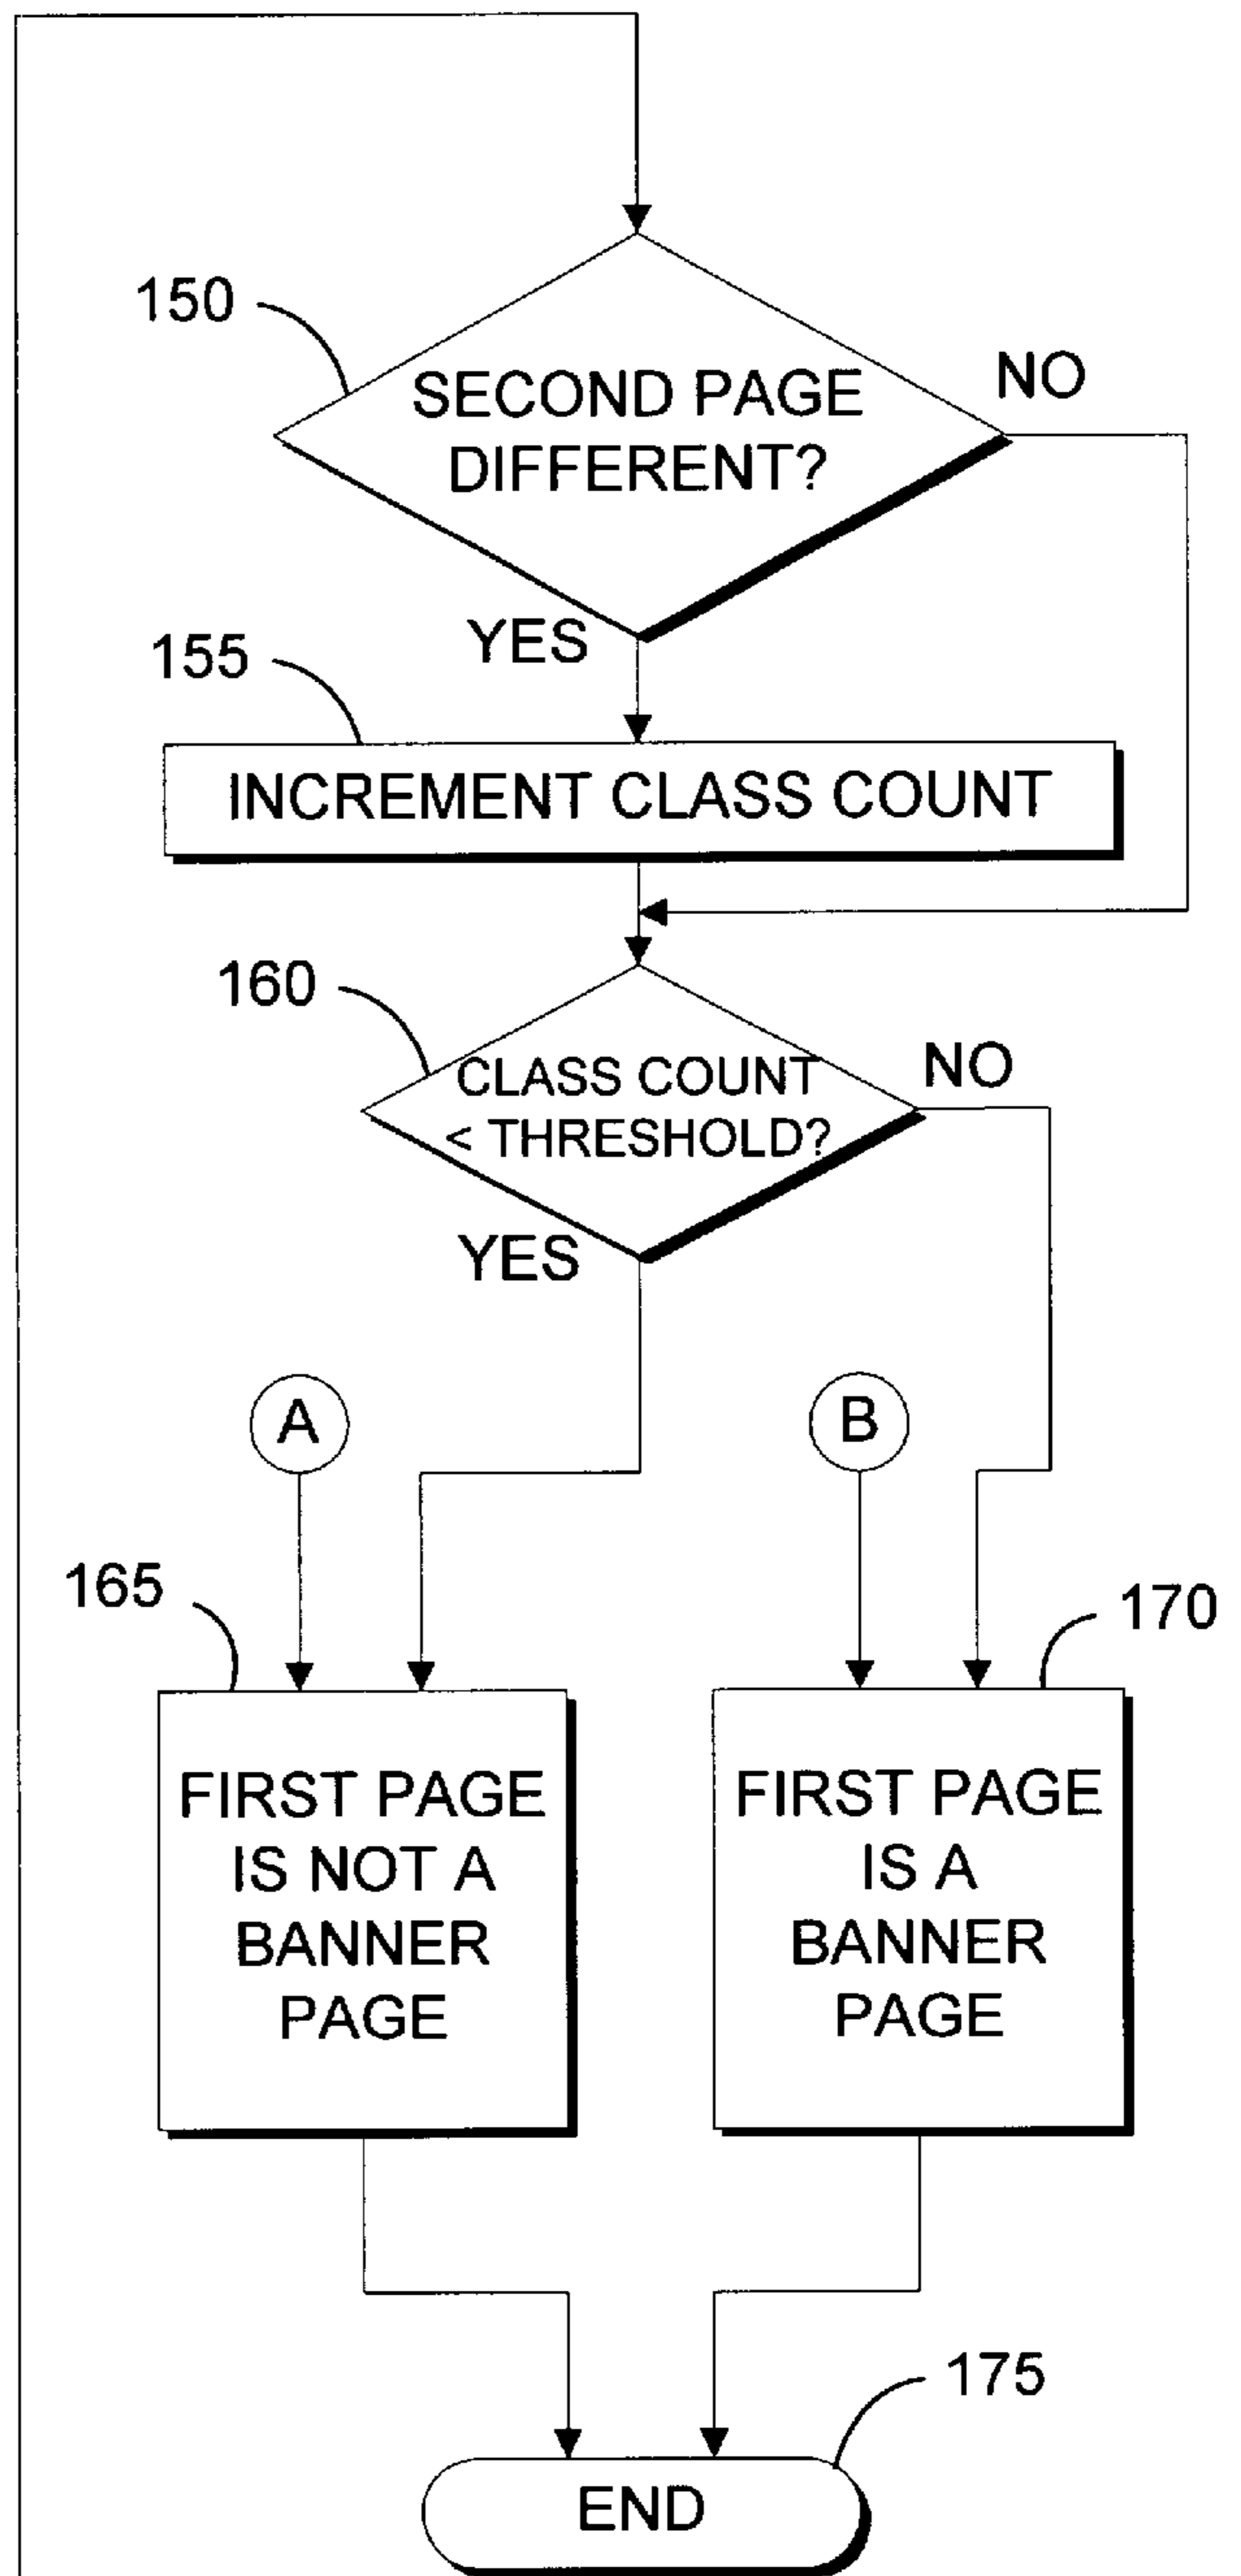 150
SECOND PAGE
DIFFERENT?
NO
YES
155
INCREMENT CLASS COUNT
160
CLASS COUNT
< THRESHOLD?
NO
YES
A
B
165
170
FIRST PAGE
IS NOT A
BANNER
PAGE
FIRST PAGE
IS A
BANNER
PAGE
175
END